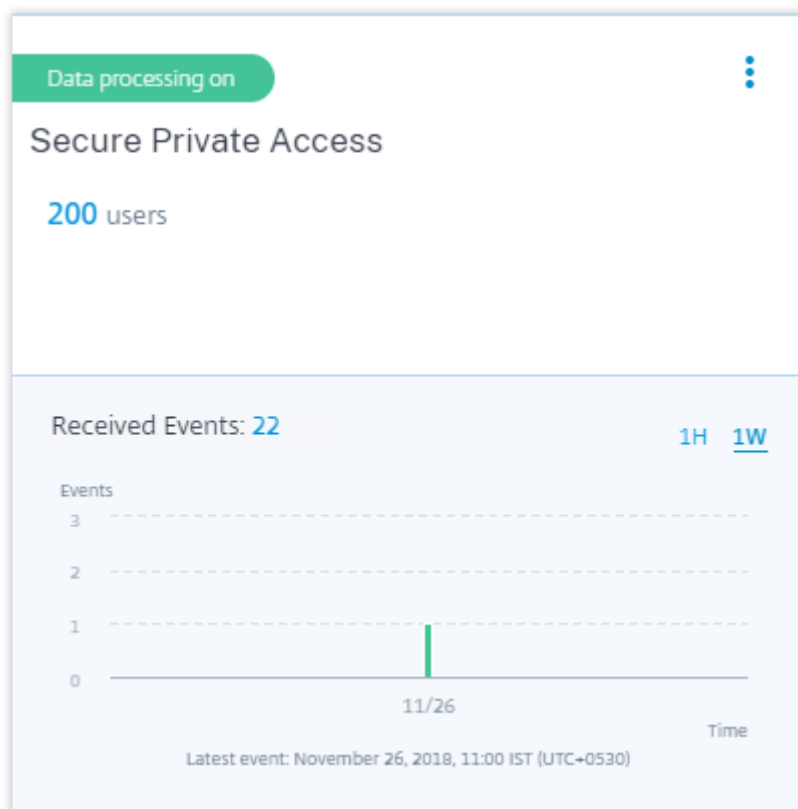 Data processing on
Secure Private Access
200 users
Received Events: 22
1H 1W
Events
3
2
1
0
11/26
Time
Latest event: November 26, 2018, 11:00 IST (UTC+0530)